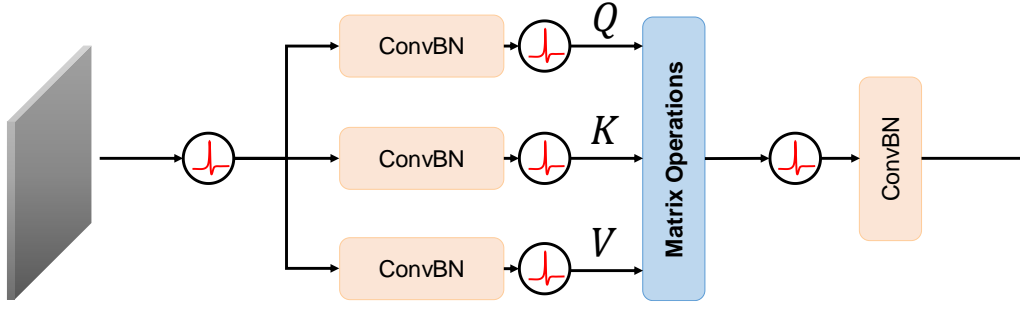 ConvBN
Q
ConvBN
K
ConvBN
V
Matrix Operations
ConvBN